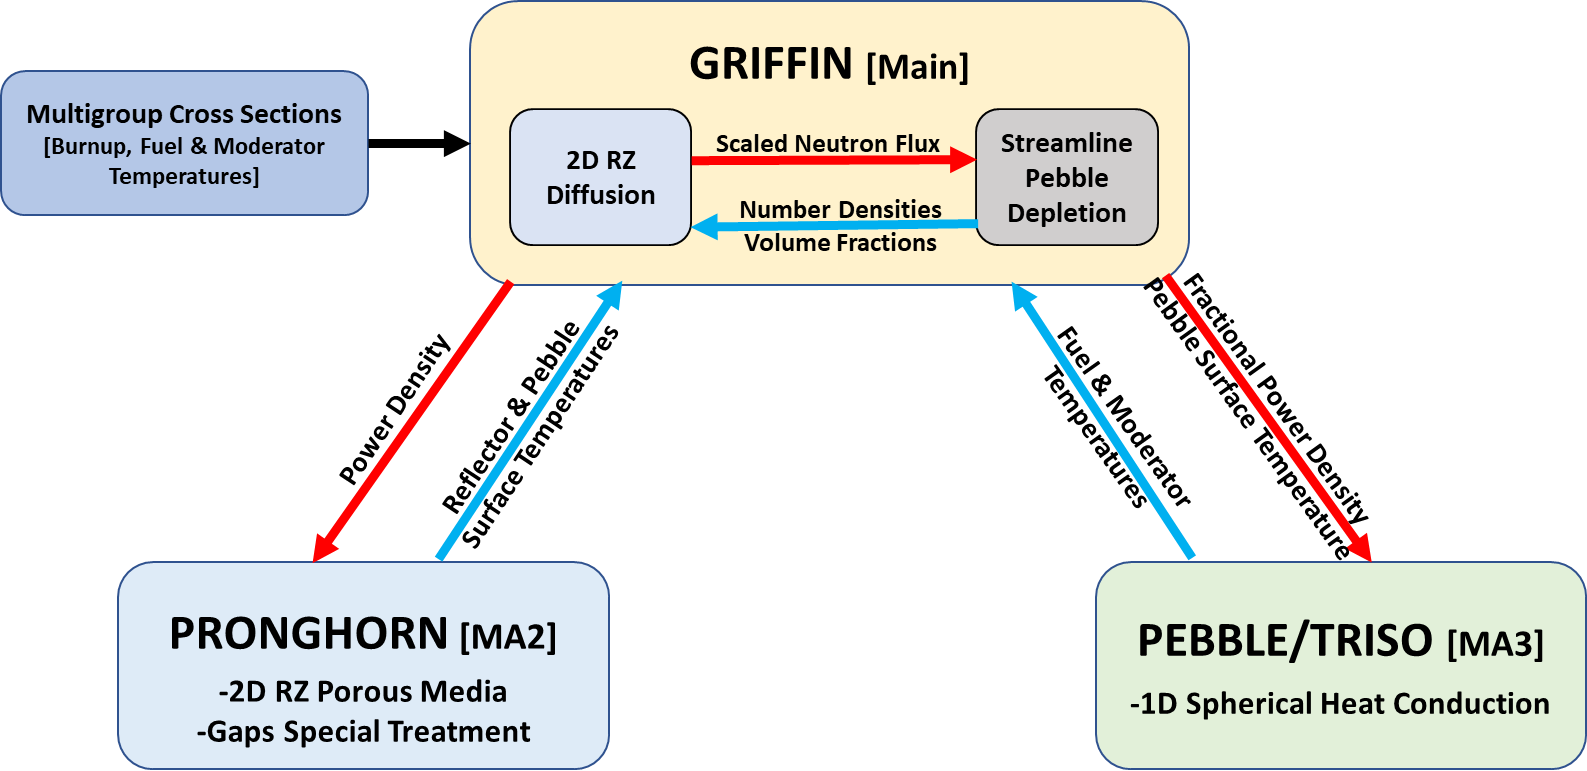 GRIFFIN [Main]
Multigroup Cross Sections
[Burnup, Fuel & Moderator
Temperatures]
2D RZ
Diffusion
Scaled Neutron Flux
Number Densities
Volume Fractions
Streamline
Pebble
Depletion
Power Density
Reflector & Pebble
Surface Temperatures
Fuel & Moderator
Temperatures
Fractional Power Density
Pebble Surface Temperature
PRONGHORN [MA2]
-2D RZ Porous Media
-Gaps Special Treatment
PEBBLE/TRISO [MA3]
-1D Spherical Heat Conduction